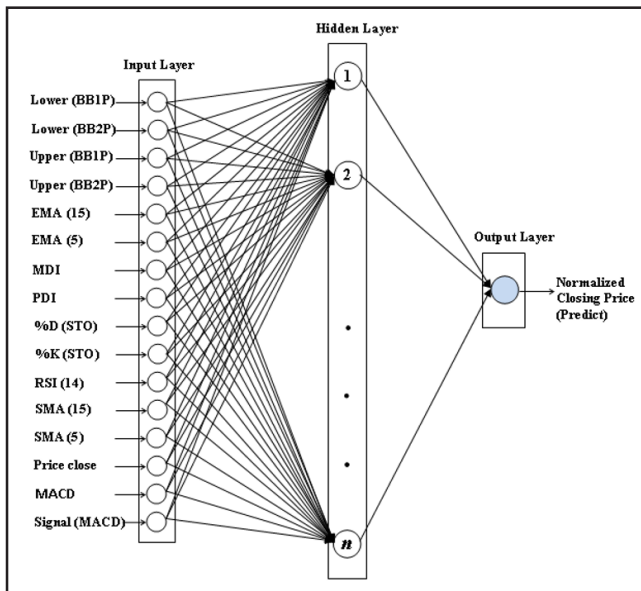 Hidden Layer
Input Layer
Lower (BB1P)
Lower (BB2P)
Upper (BB1P)
Upper (BB2P)
EMA (15)
EMA (5)
MDI
PDI
%D (STO)
%K (STO)
RSI (14)
SMA (15)
SMA (5)
Price close
MACD
Signal (MACD)
1
2
n
Output Layer
Normalized
Closing Price
(Predict)